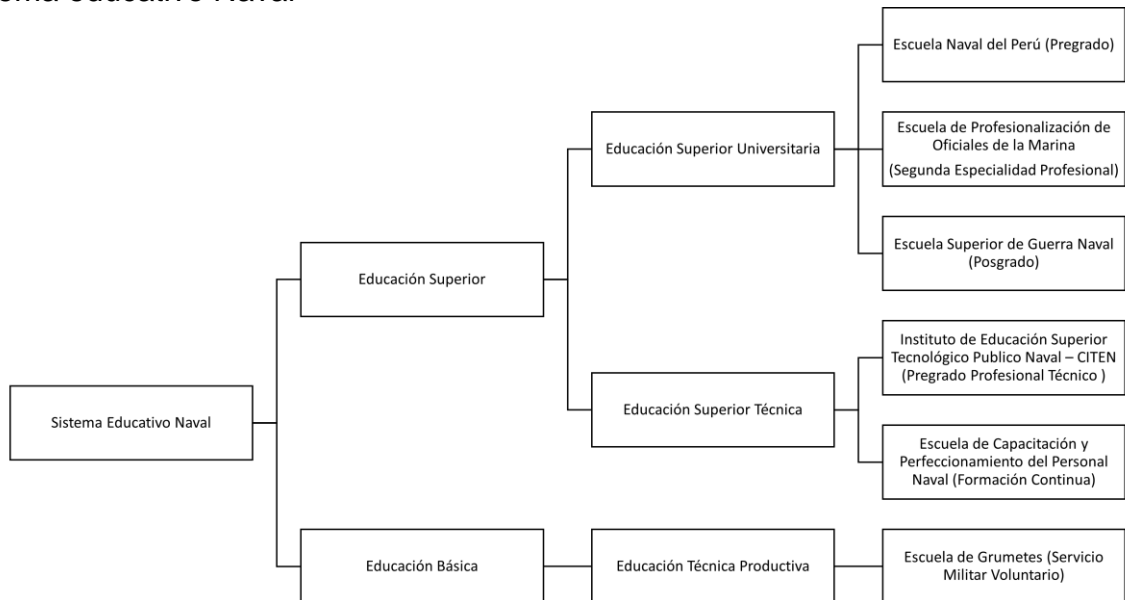 educativo Naval
Escuela Naval del Perú (Pregrado)
Educación Superior Universitaria
Escuela de Profesionalización de
Oficiales de la Marina
(Segunda Especialidad Profesional)
Escuela Superior de Guerra Naval
(Posgrado)
Educación Superior
Instituto de Educación Superior
Tecnológico Publico Naval – CITEN
(Pregrado Profesional Técnico )
Sistema Educativo Naval
Educación Superior Técnica
Escuela de Capacitación y
Perfeccionamiento del Personal
Naval (Formación Continua)
Educación Básica
Educación Técnica Productiva
Escuela de Grumetes (Servicio
Militar Voluntario)